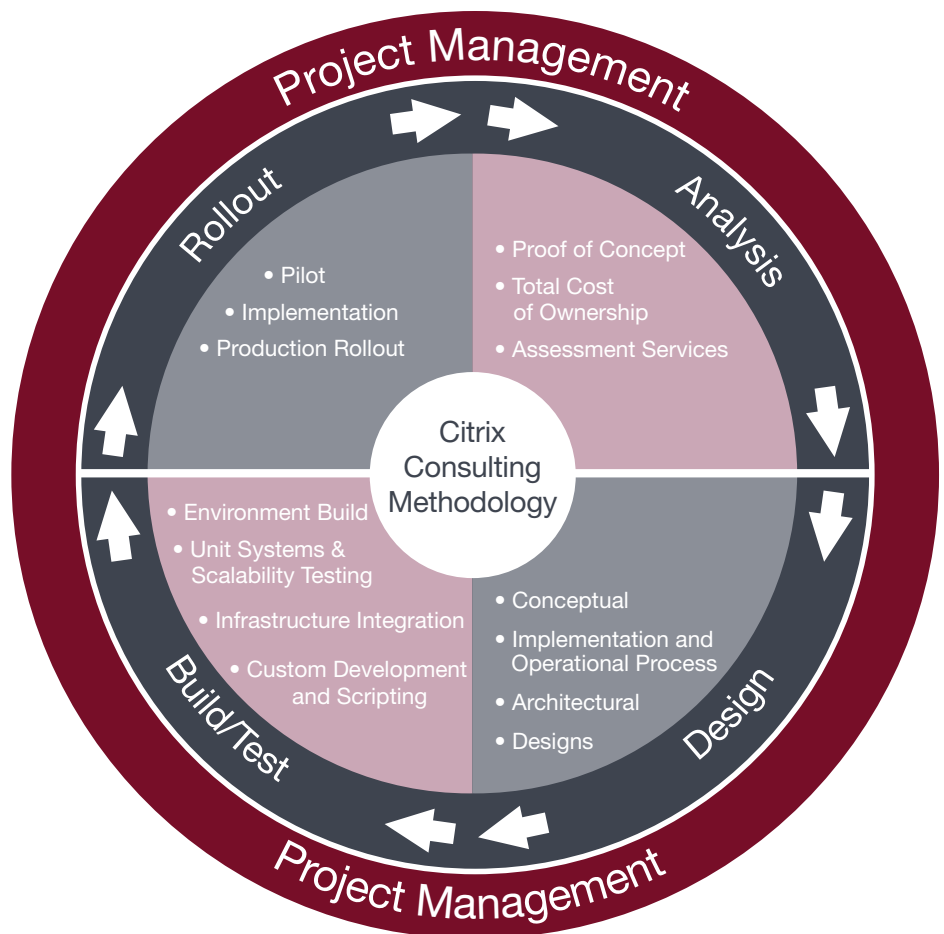 Project Management
Rollout
• Pilot
• Implementation
• Production Rollout
Analysis
• Proof of Concept
• Total Cost
of Ownership
• Assessment Services
Citrix
Consulting
Methodology
• Environment Build
• Unit Systems &
Scalability Testing
• Infrastructure Integration
• Custom Development
and Scripting
Build/Test
• Conceptual
• Implementation and
Operational Process
• Architectural
• Designs
Design
Project Management